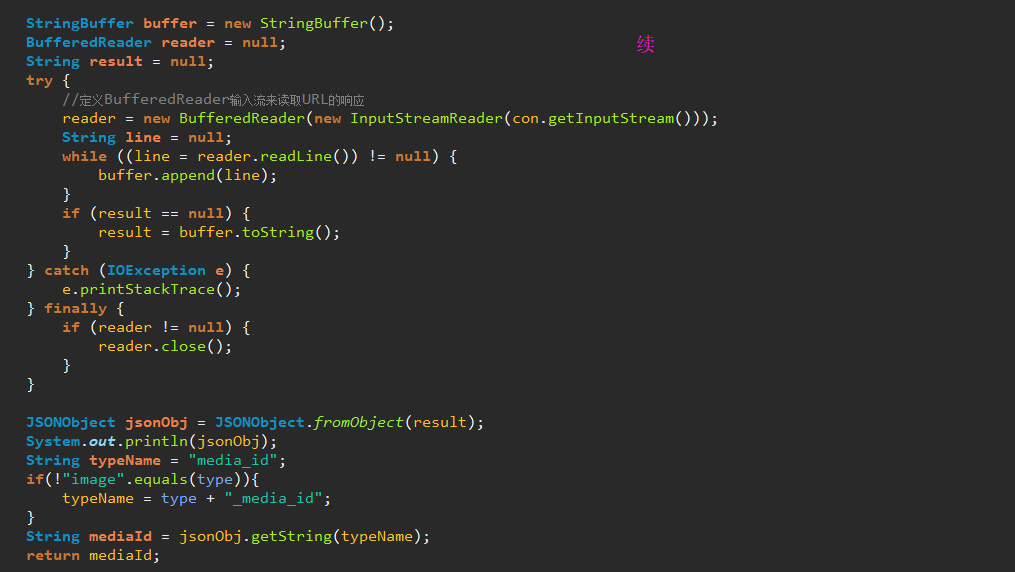 StringBuffer buffer = new StringBuffer();
BufferedReader reader = null;
续
String result = null;
try {
    //定义BufferedReader输入流来读取URL的响应
    reader = new BufferedReader(new InputStreamReader(con.getInputStream()));
    String line = null;
    while ((line = reader.readLine()) != null) {
        buffer.append(line);
    }
    if (result == null) {
        result = buffer.toString();
    }
} catch (IOException e) {
    e.printStackTrace();
} finally {
    if (reader != null) {
        reader.close();
    }
}
JSONObject jsonObj = JSONObject.fromObject(result);
System.out.println(jsonObj);
String typeName = "media_id";
if(!"image".equals(type)){
    typeName = type + "_media_id";
}
String mediaId = jsonObj.getString(typeName);
return mediaId;